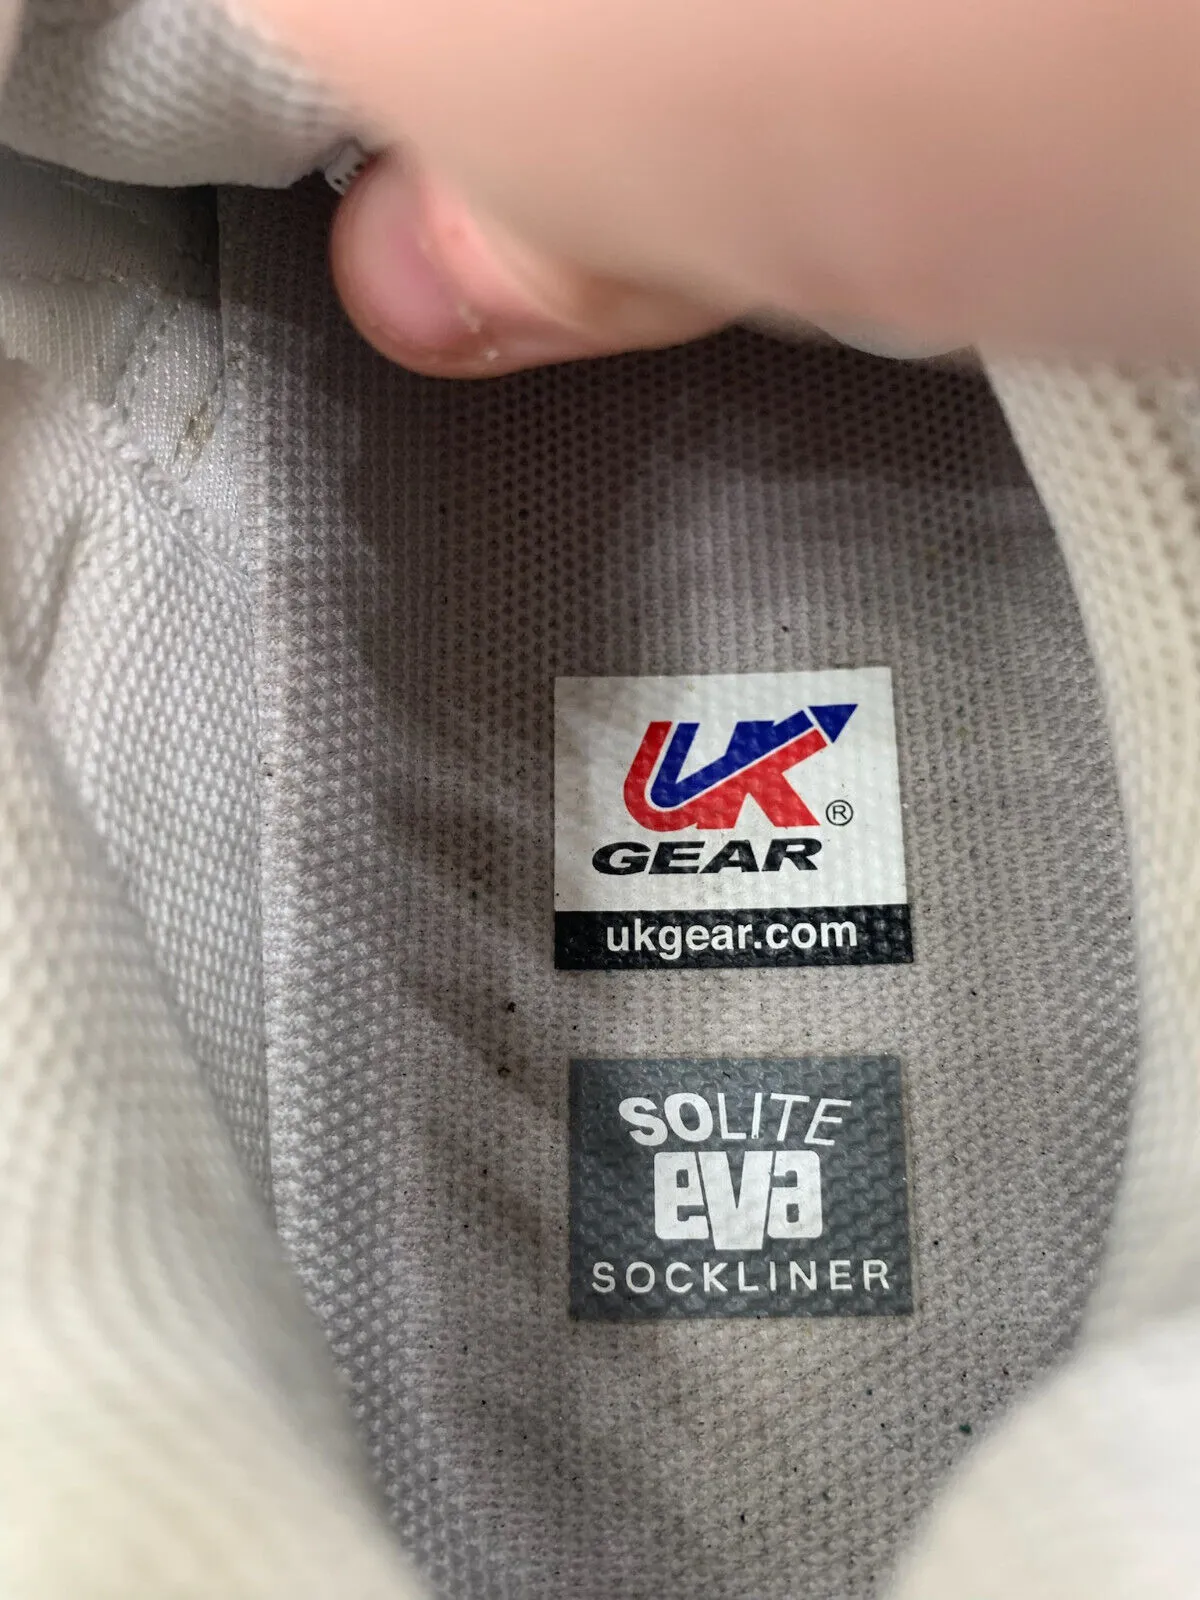 UK
®
GEAR
ukgear.com
SOLITE
eva
SOCKLINER